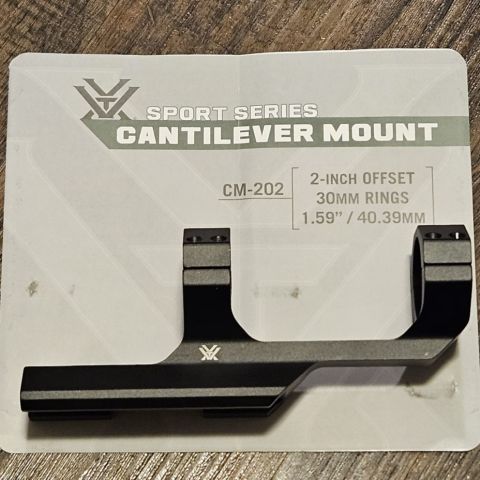 SPORT SERIES
CANTILEVER MOUNT
CM-202
2-INCH OFFSET
30MM RINGS
1.59" / 40.39MM